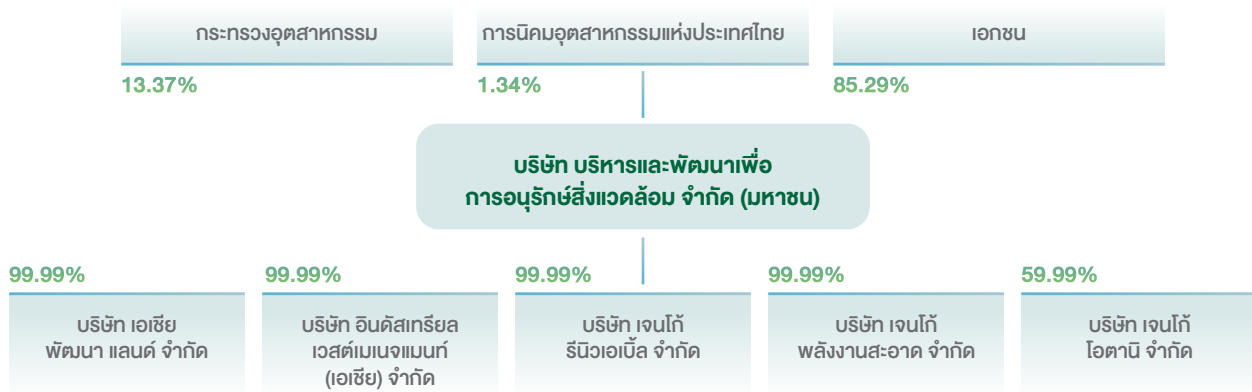 กระทรวงอุตสาหกรรม
การนิคมอุตสาหกรรมแห่งประเทศไทย
เอกชน
13.37%
1.34%
85.29%
บริษัท บริหารและพัฒนาเพื่อ
การอนุรักษ์สิ่งแวดล้อม จำกัด (มหาชน)
99.99%
99.99%
99.99%
99.99%
59.99%
บริษัท เอเชีย
พัฒนา แลนด์ จำกัด
บริษัท อินดัสเทรียล
เวสต์เมเนจแมนท์
(เอเชีย) จำกัด
บริษัท เจนโก้
รีนิวเอเบิ้ล จำกัด
บริษัท เจนโก้
พลังงานสะอาด จำกัด
บริษัท เจนโก้
โอตานิ จำกัด